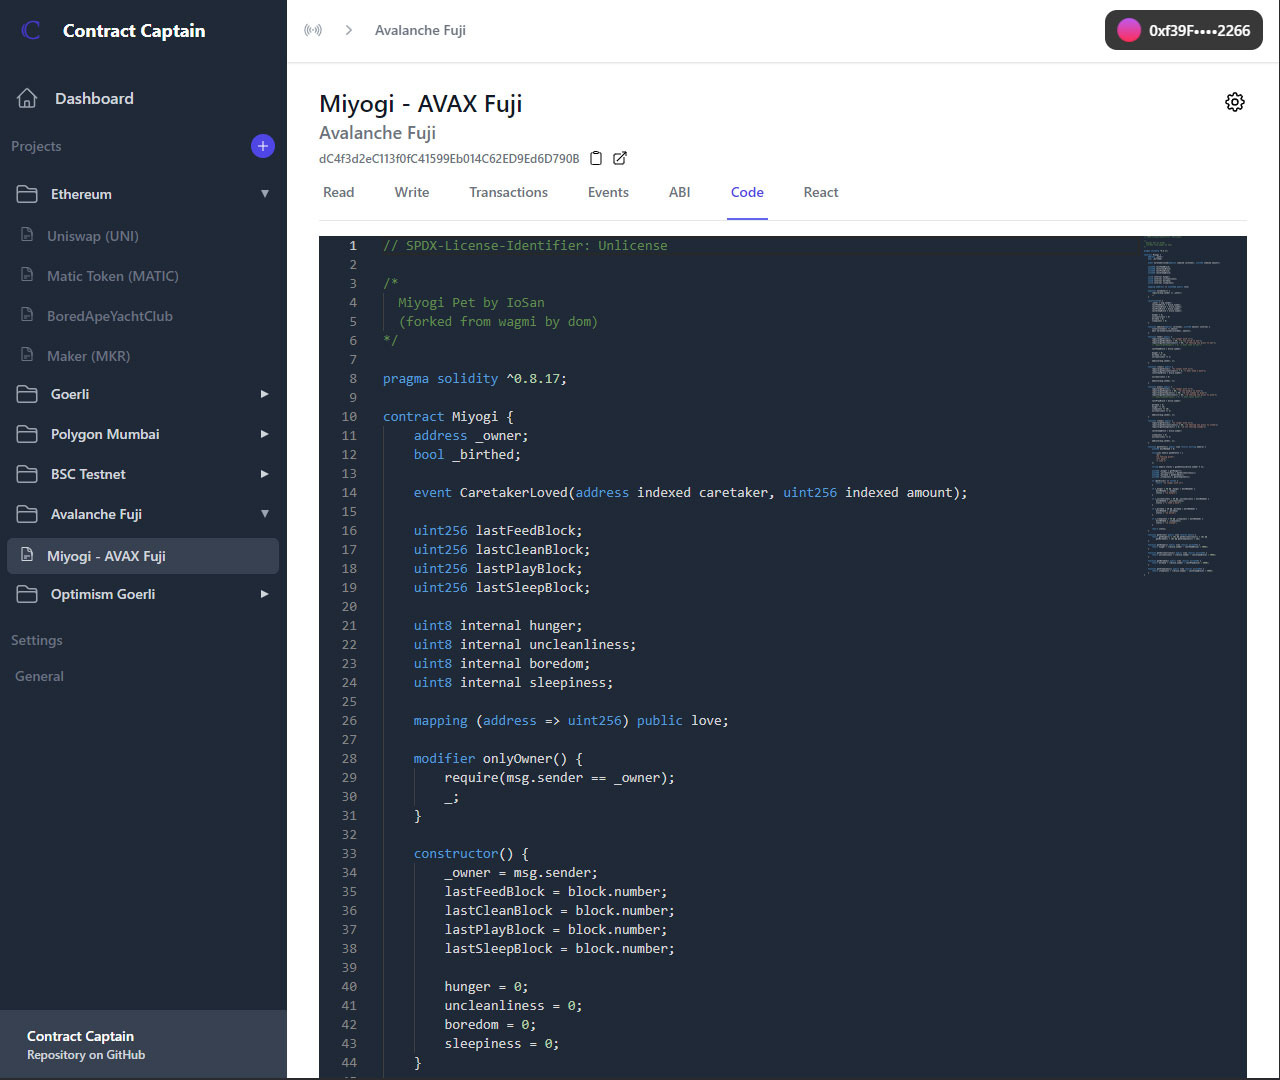 Contract Captain
Dashboard
Projects
Ethereum
Uniswap (UNI)
Matic Token (MATIC)
BoredApeYachtClub
Maker (MKR)
Goerli
Polygon Mumbai
BSC Testnet
Avalanche Fuji
Miyogi - AVAX Fuji
Optimism Goerli
Settings
General
Contract Captain
Repository on GitHub
Avalanche Fuji
0xf39F••••2266
Miyogi - AVAX Fuji
Avalanche Fuji
dC4f3d2eC113f0fC41599Eb014C62ED9Ed6D790B
Read Write Transactions Events ABI Code React
1 // SPDX-License-Identifier: Unlicense
2
3 /*
4 Miyogi Pet by IoSan
5 (forked from wagmi by dom)
6 */
7
8 pragma solidity ^0.8.17;
9
10 contract Miyogi {
11 address _owner;
12 bool _birthed;
13
14 event CaretakerLoved(address indexed caretaker, uint256 indexed amount);
15
16 uint256 lastFeedBlock;
17 uint256 lastCleanBlock;
18 uint256 lastPlayBlock;
19 uint256 lastSleepBlock;
20
21 uint8 internal hunger;
22 uint8 internal uncleanliness;
23 uint8 internal boredom;
24 uint8 internal sleepiness;
25
26 mapping (address => uint256) public love;
27
28 modifier onlyOwner() {
29 require(msg.sender == _owner);
30 _;
31 }
32
33 constructor() {
34 _owner = msg.sender;
35 lastFeedBlock = block.number;
36 lastCleanBlock = block.number;
37 lastPlayBlock = block.number;
38 lastSleepBlock = block.number;
39
40 hunger = 0;
41 uncleanliness = 0;
42 boredom = 0;
43 sleepiness = 0;
44 }